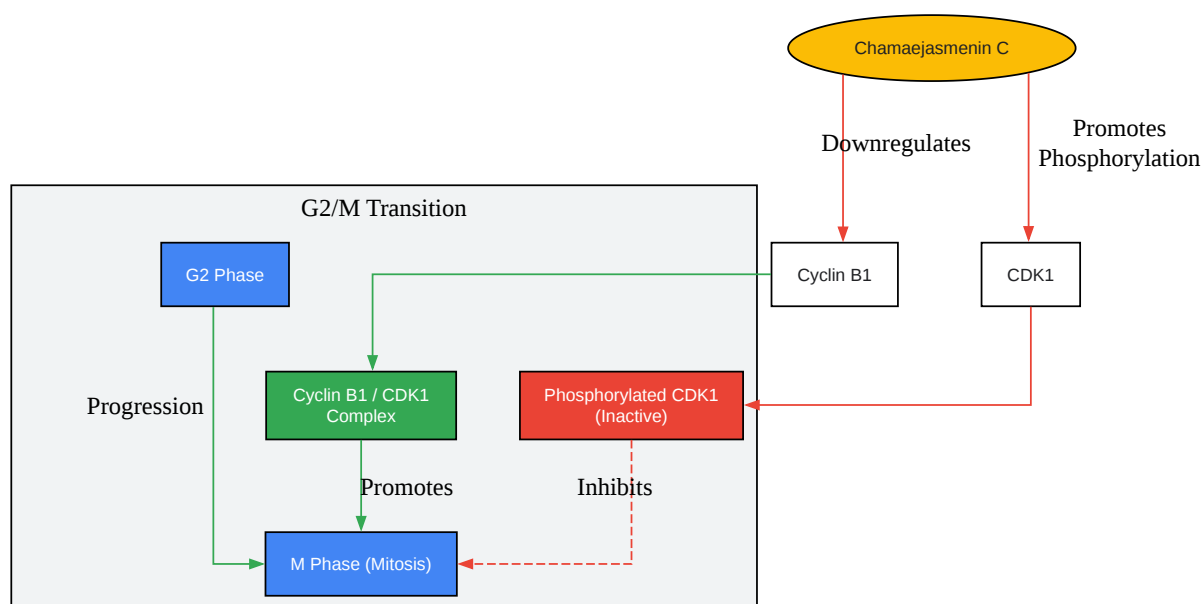 Chamaejasmenin C
Downregulates
Promotes
Phosphorylation
G2/M Transition
G2 Phase
Cyclin B1
CDK1
Progression
Cyclin B1 / CDK1
Complex
Phosphorylated CDK1
(Inactive)
Promotes
Inhibits
M Phase (Mitosis)